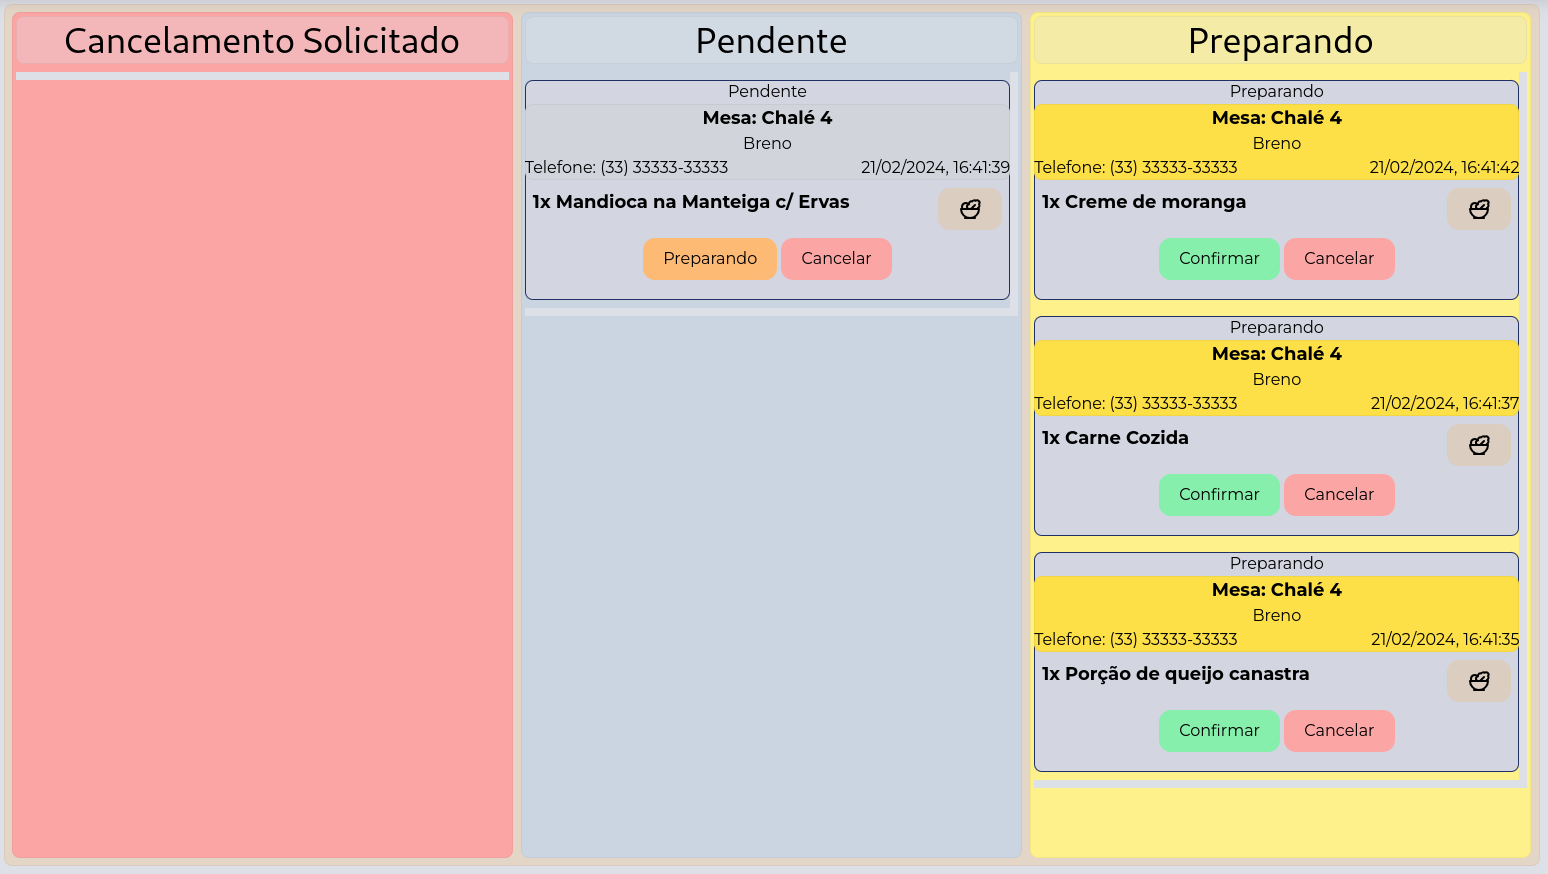 Cancelamento Solicitado
Pendente
Pendente
Mesa: Chalé 4
Breno
Telefone: (33) 33333-33333 21/02/2024, 16:41:39
1x Mandioca na Manteiga c/ Ervas
Preparando Cancelar
Preparando
Preparando
Mesa: Chalé 4
Breno
Telefone: (33) 33333-33333 21/02/2024, 16:41:42
1x Creme de moranga
Confirmar Cancelar
Preparando
Mesa: Chalé 4
Breno
Telefone: (33) 33333-33333 21/02/2024, 16:41:37
1x Carne Cozida
Confirmar Cancelar
Preparando
Mesa: Chalé 4
Breno
Telefone: (33) 33333-33333 21/02/2024, 16:41:35
1x Porção de queijo canastra
Confirmar Cancelar